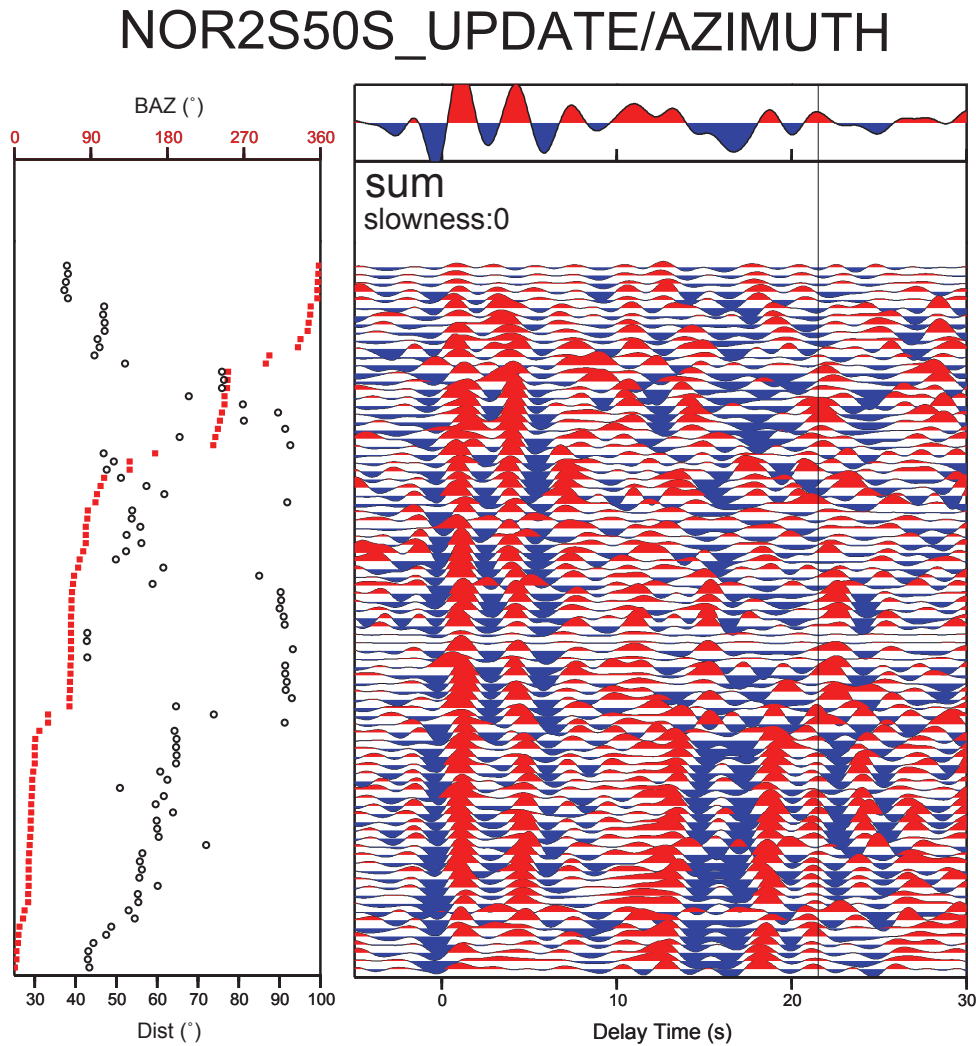 NOR2S50S_UPDATE/AZIMUTH
BAZ (°)
0 90 180 270 360
sum
slowness:0
30 40 50 60 70 80 90 100
Dist (°)
0 10 20 30
Delay Time (s)